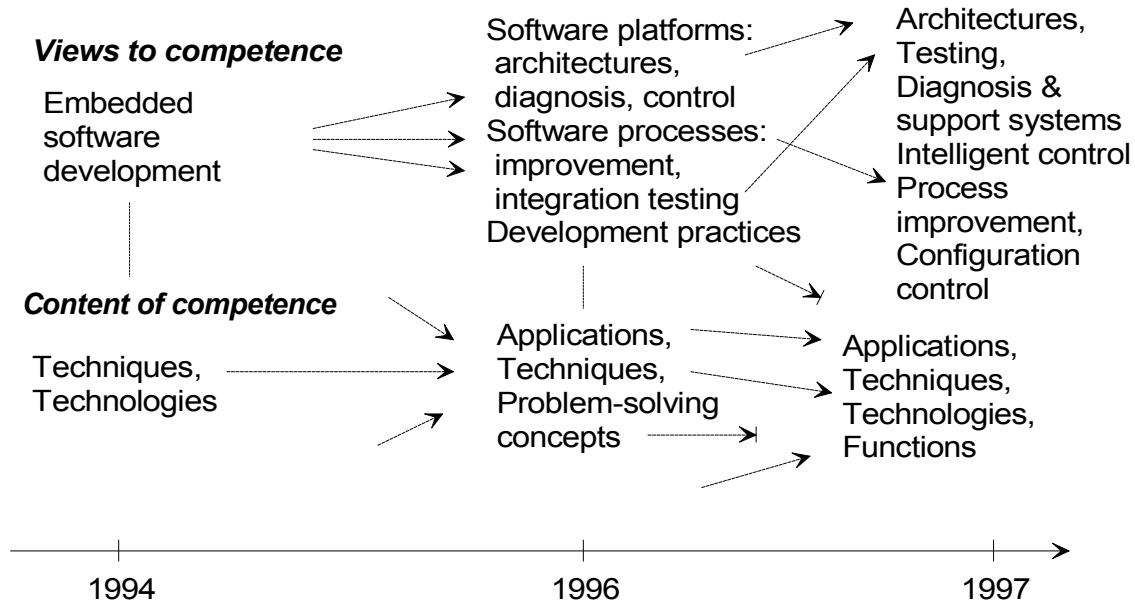 Views to competence
Embedded
software
development
Software platforms:
architectures,
diagnosis, control
Software processes:
improvement,
integration testing
Development practices
Architectures,
Testing,
Diagnosis &
support systems
Intelligent control
Process
improvement,
Configuration
control
Content of competence
Techniques,
Technologies
Applications,
Techniques,
Problem-solving
concepts
Applications,
Techniques,
Technologies,
Functions
1994
1996
1997